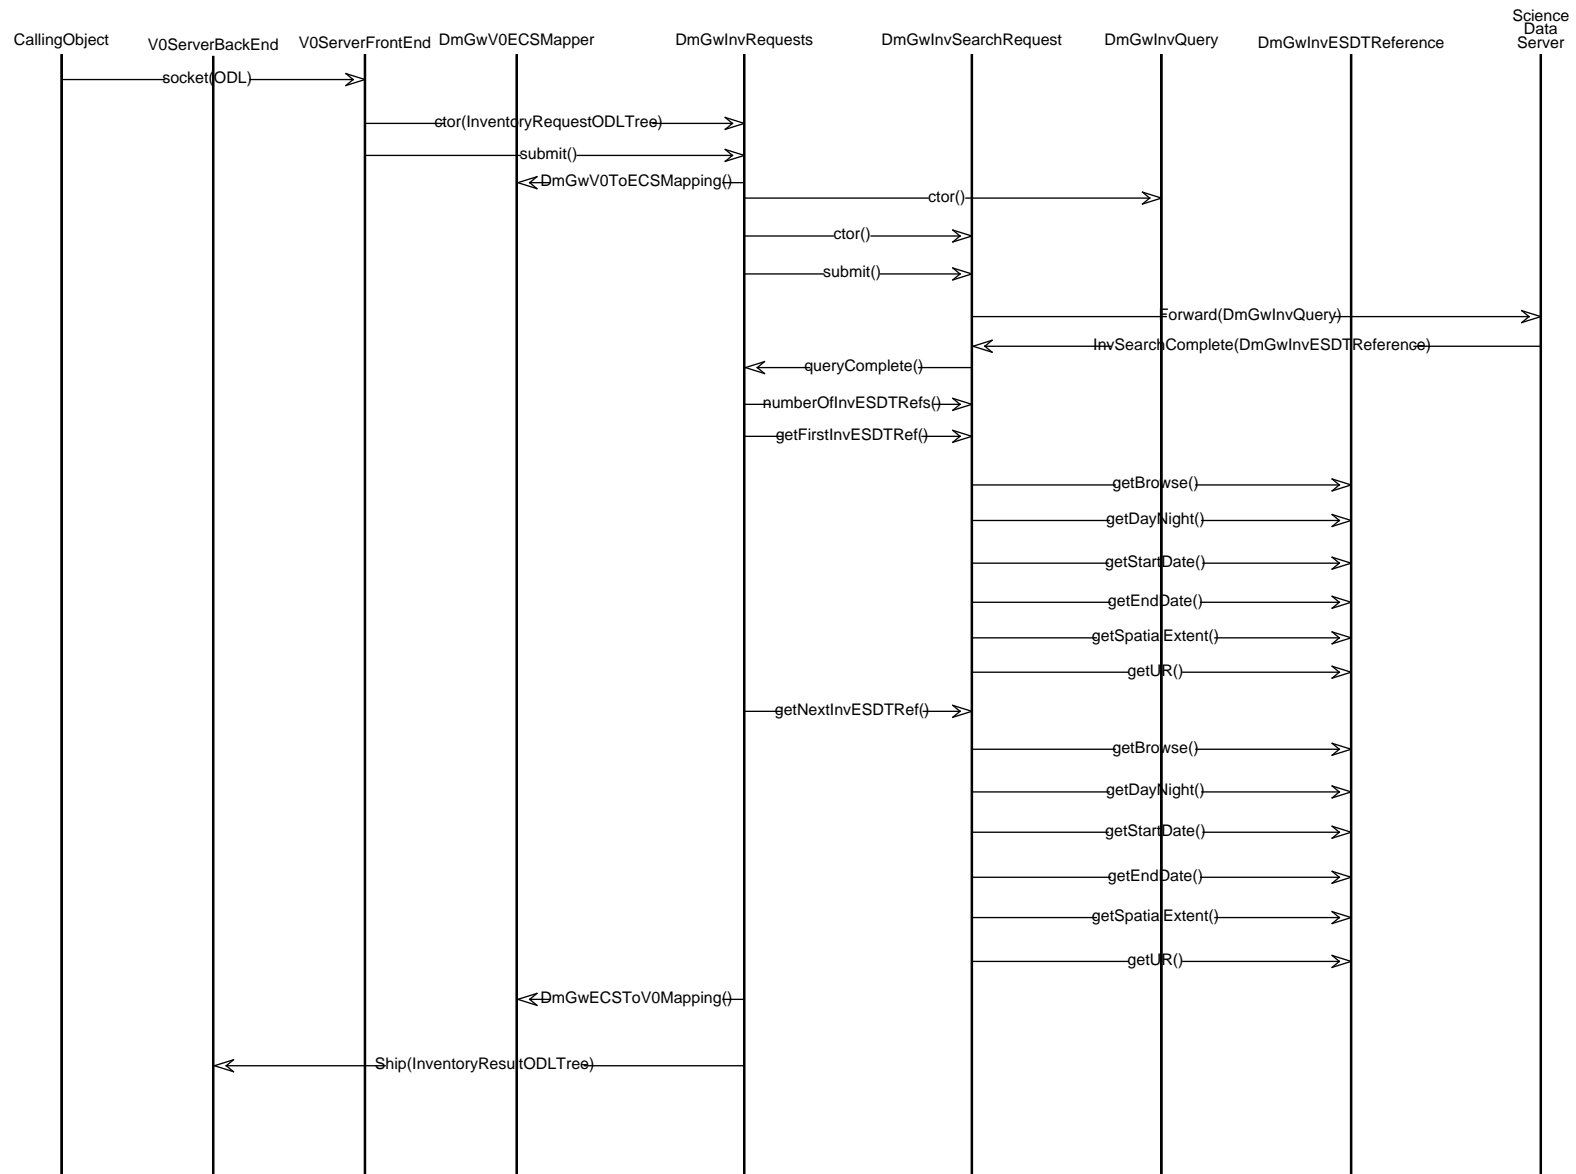 Science
Data
Server
CallingObject
V0ServerBackEnd
V0ServerFrontEnd
DmGwV0ECSMapper
DmGwInvRequests
DmGwInvSearchRequest
DmGwInvQuery
DmGwInvESDTReference
socket(ODL)
ctor(InventoryRequestODLTree)
submit()
DmGwV0ToECSMapping()
ctor()
ctor()
submit()
Forward(DmGwInvQuery)
InvSearchComplete(DmGwInvESDTReference)
queryComplete()
numberOfInvESDTRefs()
getFirstInvESDTRef()
getBrowse()
getDayNight()
getStartDate()
getEndDate()
getSpatialExtent()
getUR()
getNextInvESDTRef()
getBrowse()
getDayNight()
getStartDate()
getEndDate()
getSpatialExtent()
getUR()
DmGwECSToV0Mapping()
Ship(InventoryResultODLTree)